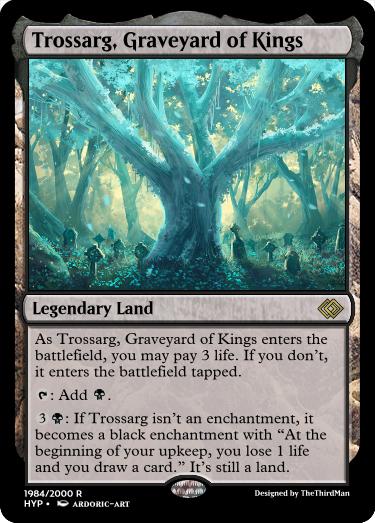 Trossarg, Graveyard of Kings
Legendary Land
As Trossarg, Graveyard of Kings enters the
battlefield, you may pay 3 life. If you don't,
it enters the battlefield tapped.
: Add .
3 : If Trossarg isn't an enchantment, it
becomes a black enchantment with “At the
beginning of your upkeep, you lose 1 life
and you draw a card.” It's still a land.
1984/2000 R
HYP • ARDORIC-ART
Designed by TheThirdMan